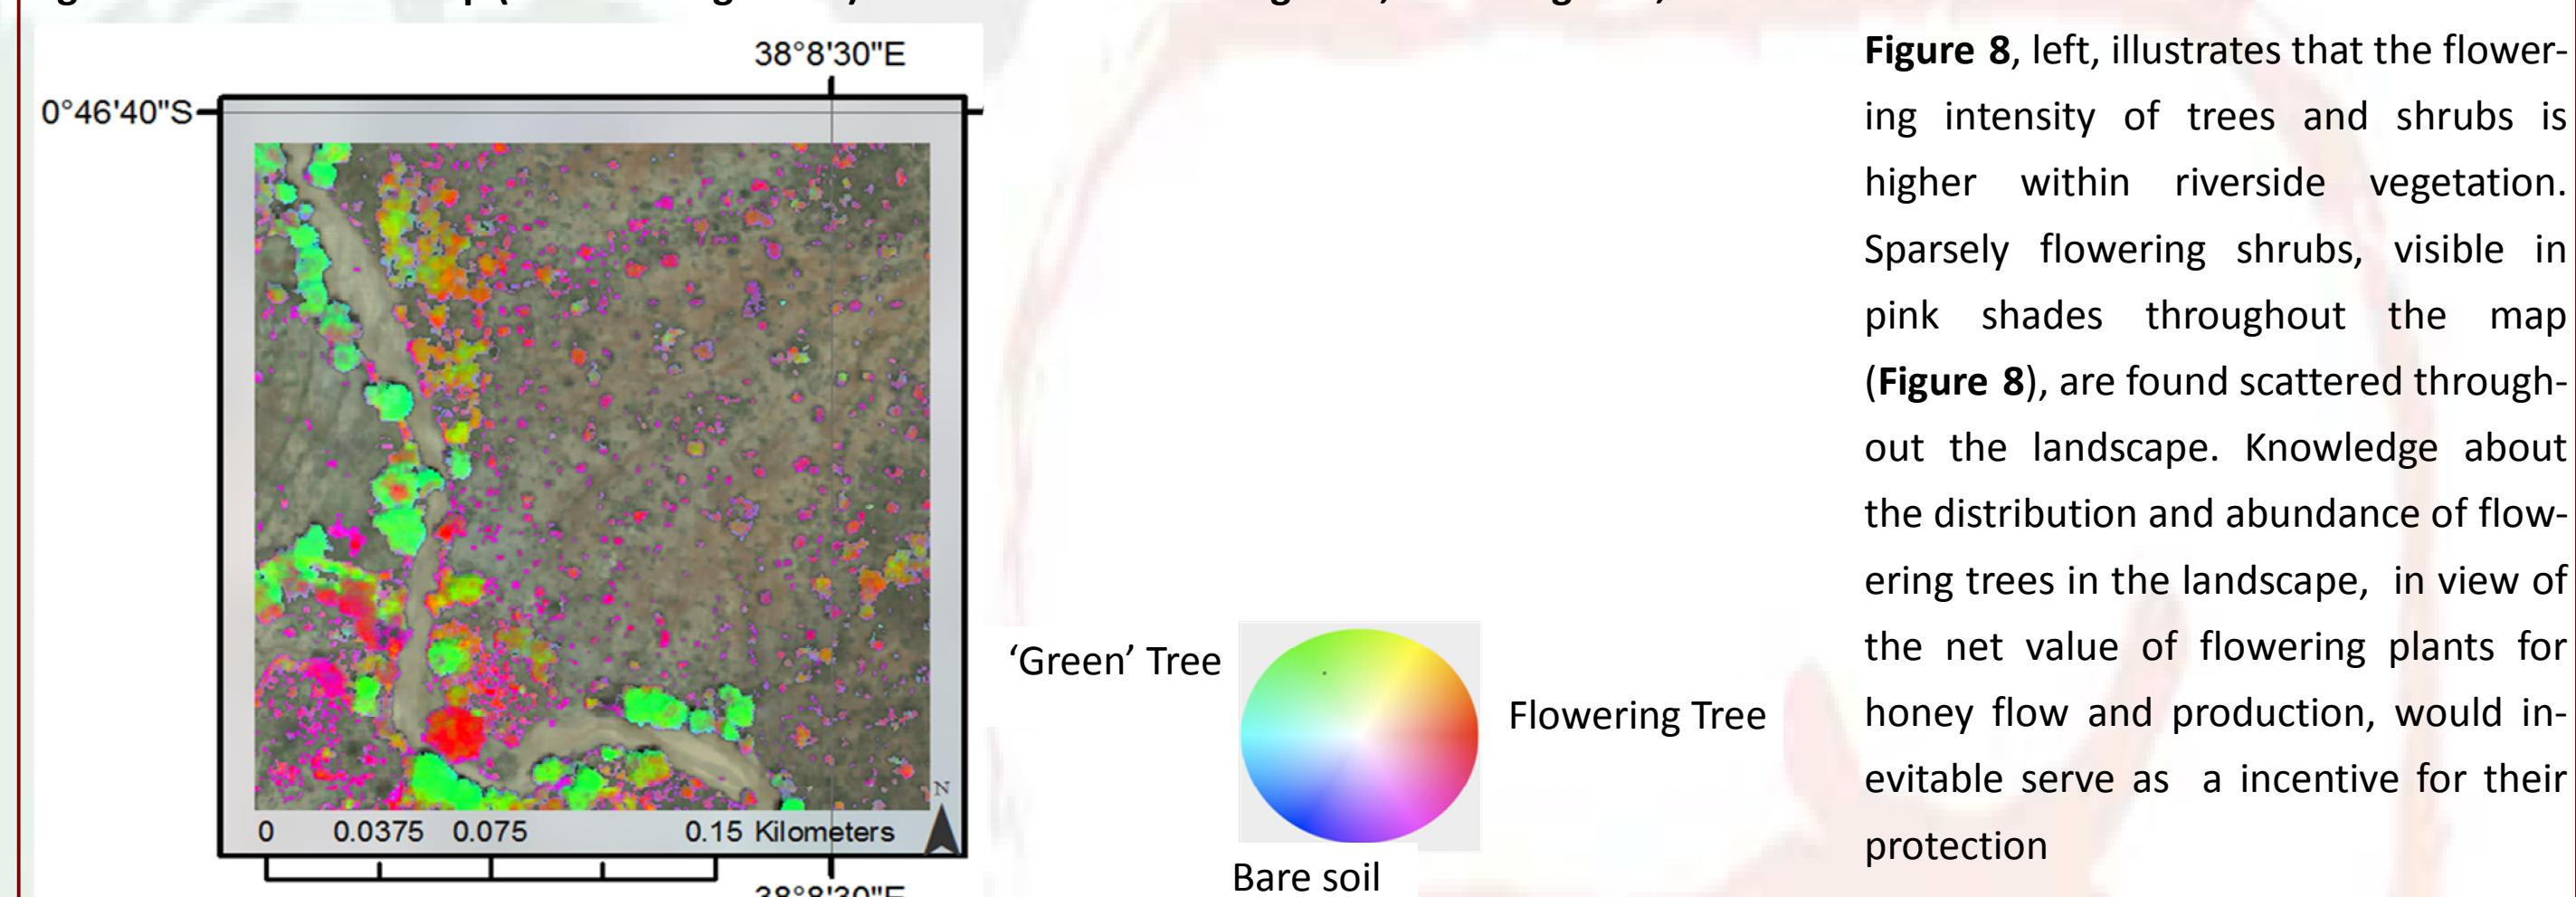 38°8'30"E
0°46'40"S
N
0 0.0375 0.075 0.15 Kilometers
38°8'30"E
'Green' Tree
Flowering Tree
Bare soil
Figure 8, left, illustrates that the flower-
ing intensity of trees and shrubs is
higher within riverside vegetation.
Sparsely flowering shrubs, visible in
pink shades throughout the map
(Figure 8), are found scattered through-
out the landscape. Knowledge about
the distribution and abundance of flow-
ering trees in the landscape, in view of
the net value of flowering plants for
honey flow and production, would in-
evitable serve as a incentive for their
protection